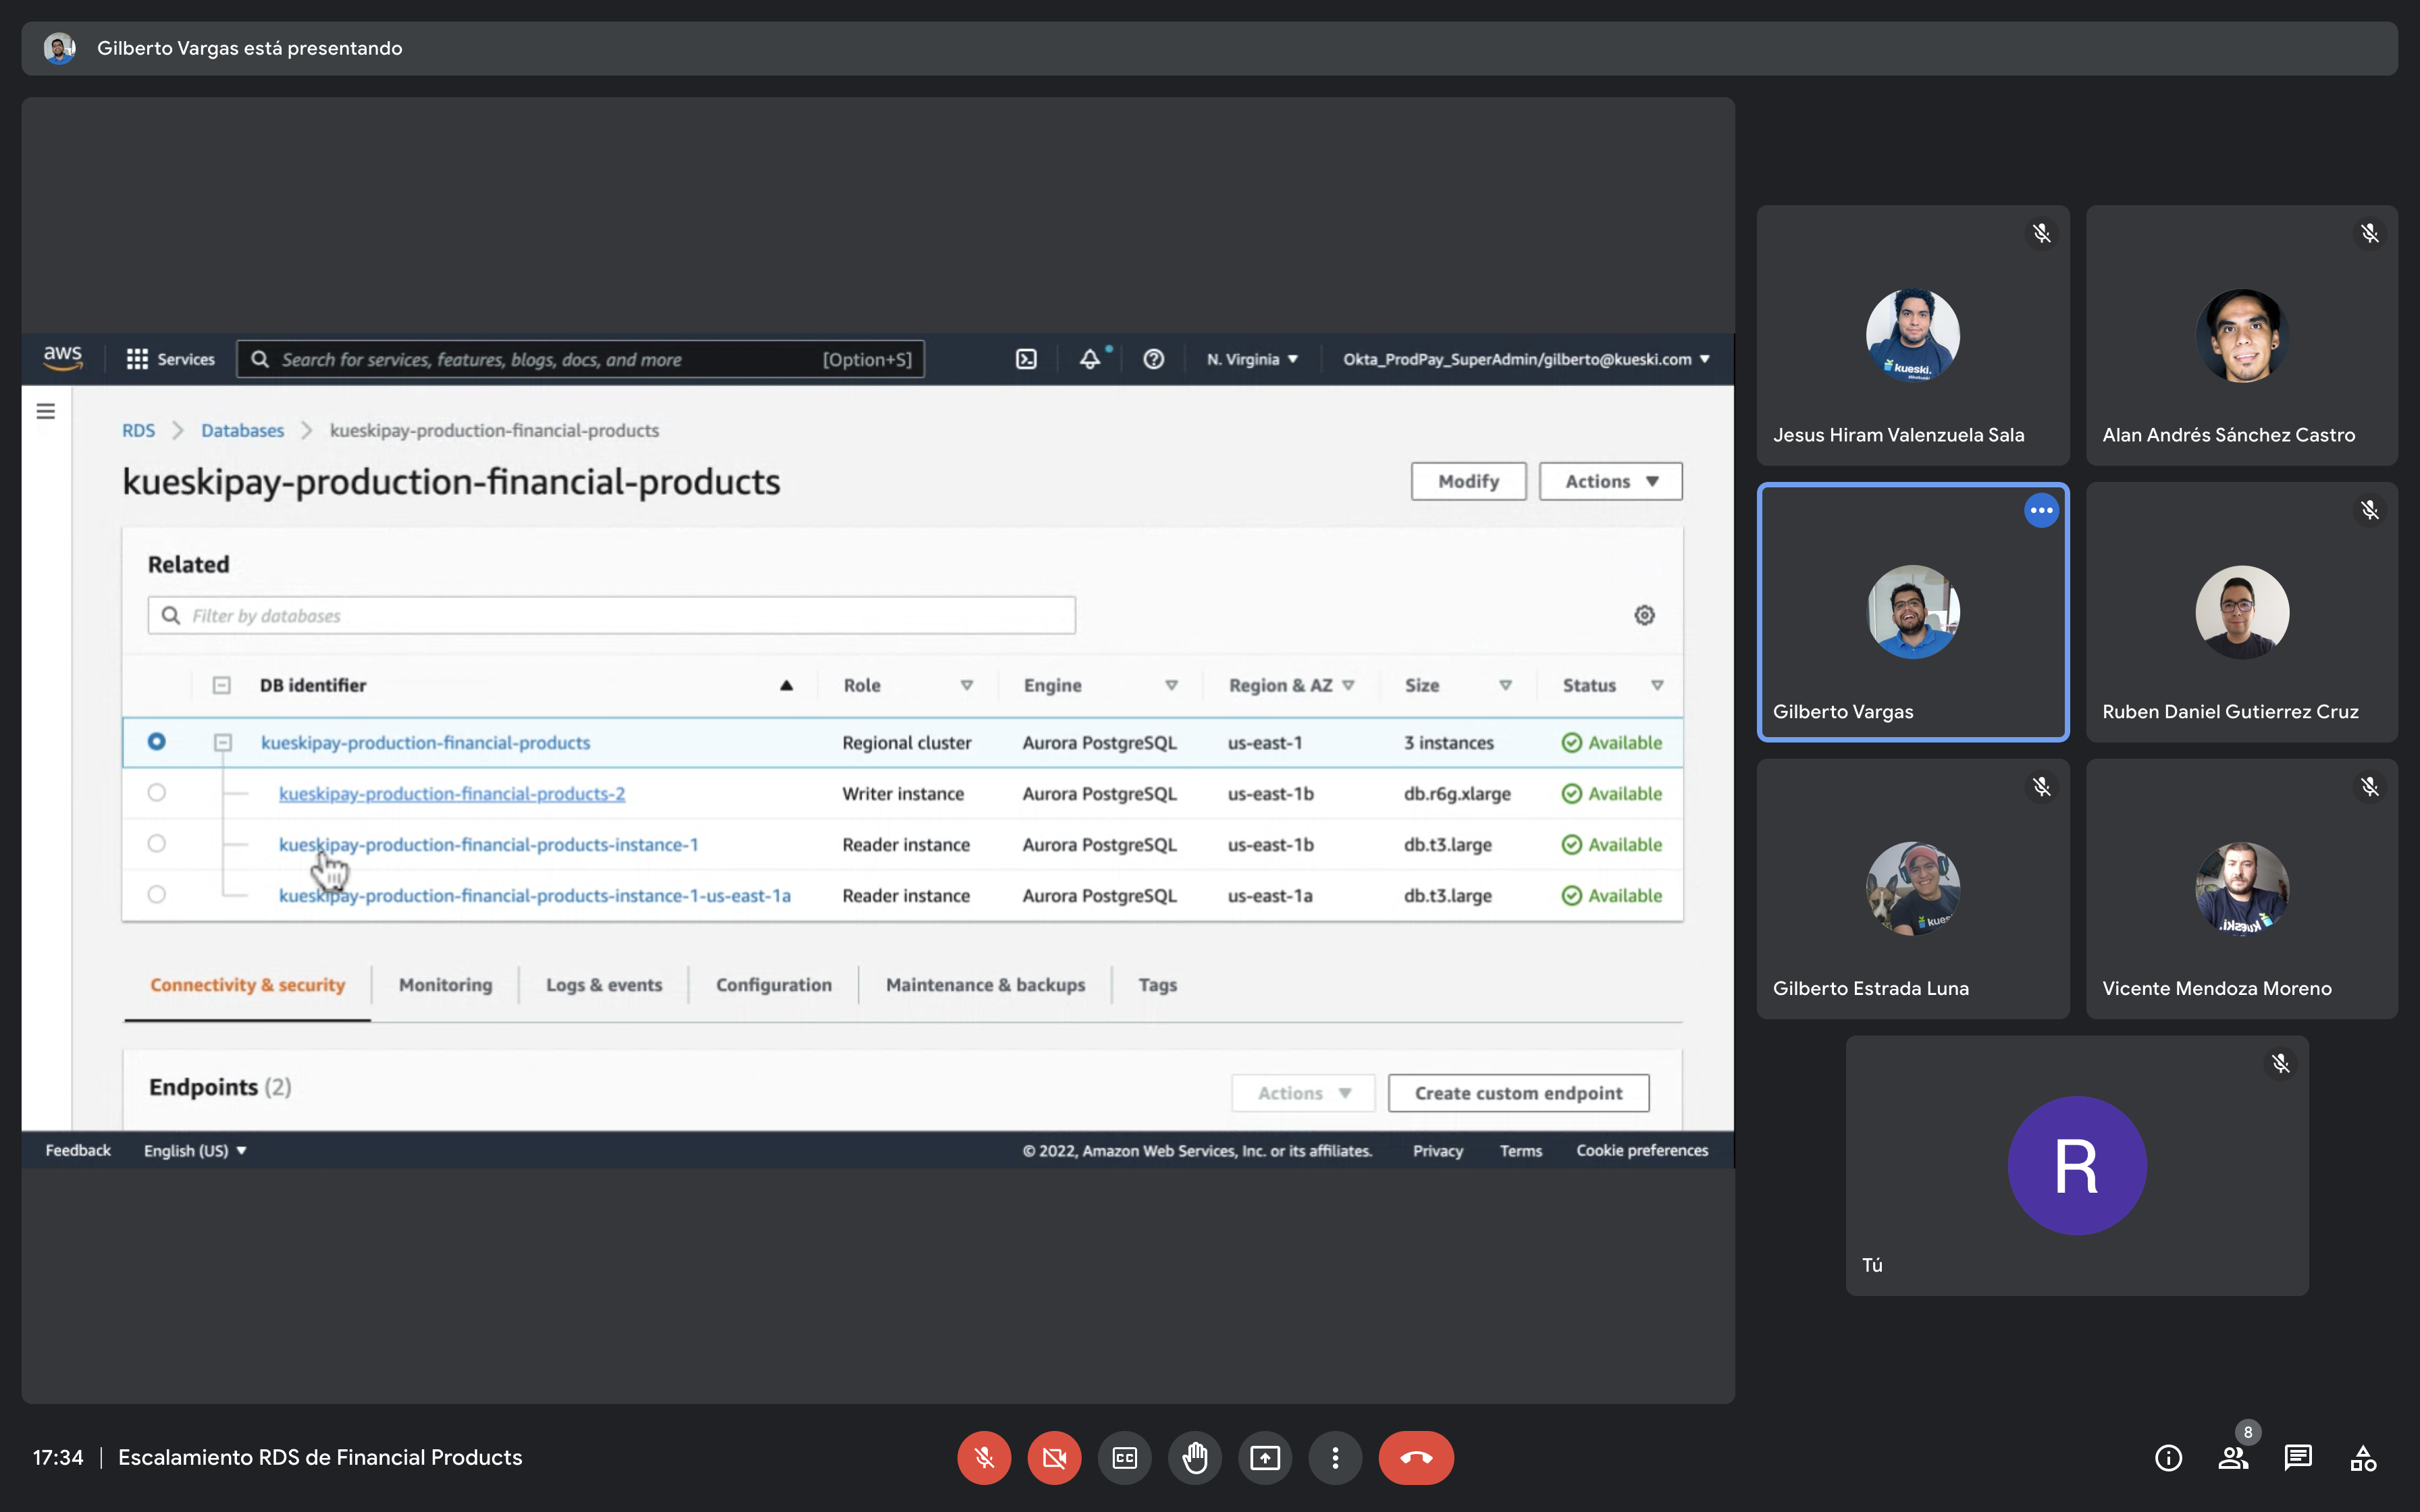 Gilberto Vargas está presentando
aws
Services
Search for services, features, blogs, docs, and more [Option+S]
N. Virginia
Okta_ProdPay_SuperAdmin/gilberto@kueski.com
RDS Databases kueskipay-production-financial-products
kueskipay-production-financial-products
Modify
Actions
Related
Filter by databases
DB identifier Role Engine Region & AZ Size Status
kueskipay-production-financial-products Regional cluster Aurora PostgreSQL us-east-1 3 instances Available
kueskipay-production-financial-products-2 Writer instance Aurora PostgreSQL us-east-1b db.r6g.xlarge Available
kueskipay-production-financial-products-instance-1 Reader instance Aurora PostgreSQL us-east-1b db.t3.large Available
kueskipay-production-financial-products-instance-1-us-east-1a Reader instance Aurora PostgreSQL us-east-1a db.t3.large Available
Connectivity & security Monitoring Logs & events Configuration Maintenance & backups Tags
Endpoints (2)
Actions
Create custom endpoint
Feedback English (US)
© 2022, Amazon Web Services, Inc. or its affiliates. Privacy Terms Cookie preferences
kueski.
Jesus Hiram Valenzuela Sala
Alan Andrés Sánchez Castro
Gilberto Vargas
Ruben Daniel Gutierrez Cruz
Gilberto Estrada Luna
kueski.
Vicente Mendoza Moreno
R
Tú
17:34 | Escalamiento RDS de Financial Products
CC
8